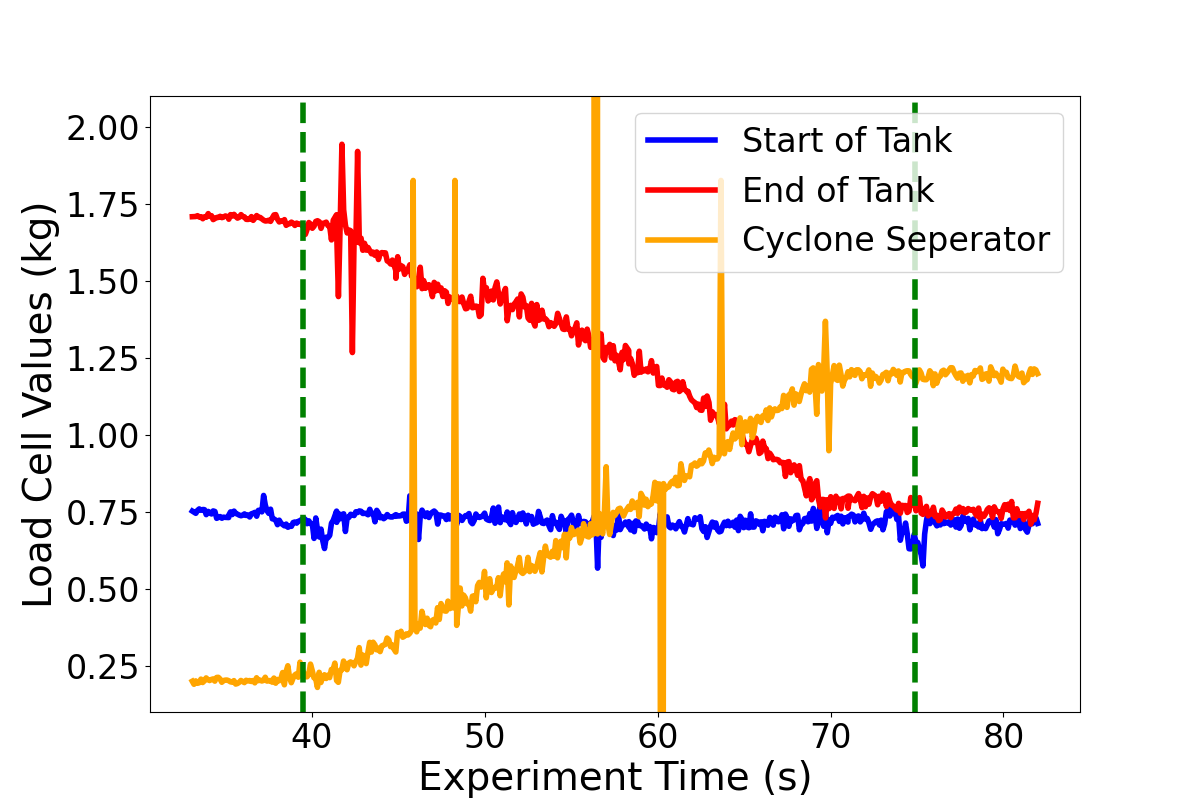 2.00
1.75
1.50
1.25
1.00
0.75
0.50
0.25
Load Cell Values (kg)
Start of Tank
End of Tank
Cyclone Seperator
40 50 60 70 80
Experiment Time (s)